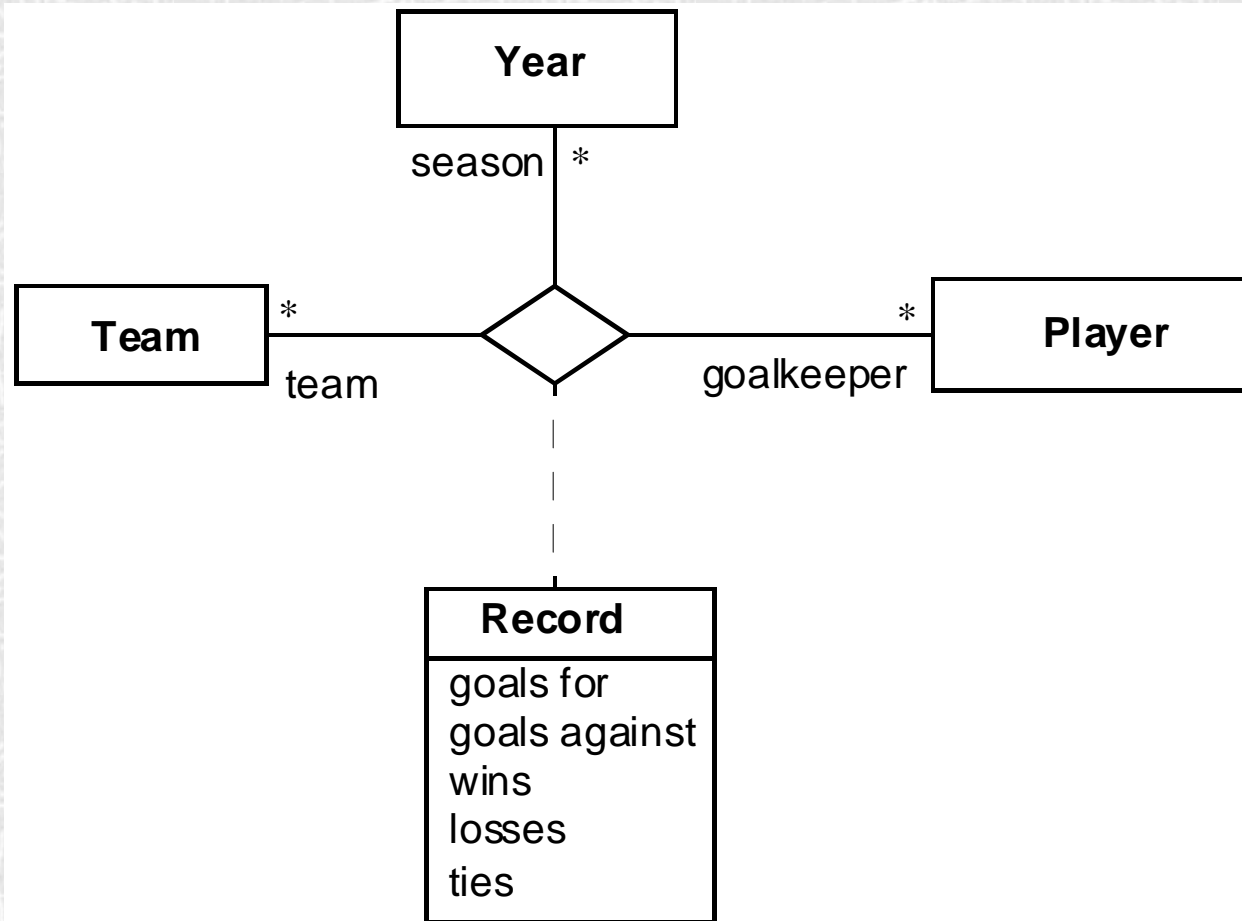 Year
season *
Team
*
team
*
goalkeeper
Player
Record
goals for
goals against
wins
losses
ties